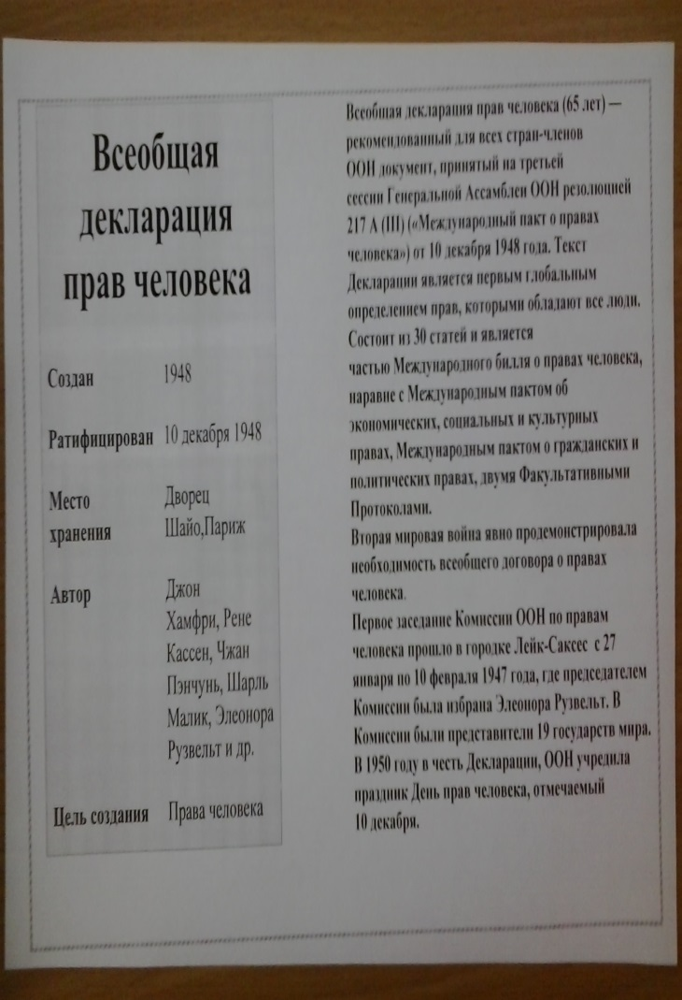 Всеобщая
декларация
прав человека
Создан 1948
Ратифицирован 10 декабря 1948
Место Дворец
хранения Шайо,Париж
Автор Джон
Хамфри, Рене
Кассен, Чжан
Пэнчунь, Шарль
Малик, Элеонора
Рузвельт и др.
Цель создания Права человека
Всеобщая декларация прав человека (65 лет) —
рекомендованный для всех стран-членов
ООН документ, принятый на третьей
сессии Генеральной Ассамблеи ООН резолюцией
217 А (III) («Международный пакт о правах
человека») от 10 декабря 1948 года. Текст
Декларации является первым глобальным
определением прав, которыми обладают все люди.
Состоит из 30 статей и является
частью Международного билля о правах человека,
наравне с Международным пактом об
экономических, социальных и культурных
правах, Международным пактом о гражданских и
политических правах, двумя Факультативными
Протоколами.
Вторая мировая война явно продемонстрировала
необходимость всеобщего договора о правах
человека.
Первое заседание Комиссии ООН по правам
человека прошло в городке Лейк-Саксес с 27
января по 10 февраля 1947 года, где председателем
Комиссии была избрана Элеонора Рузвельт. В
Комиссии были представители 19 государств мира.
В 1950 году в честь Декларации, ООН учредила
праздник День прав человека, отмечаемый
10 декабря.